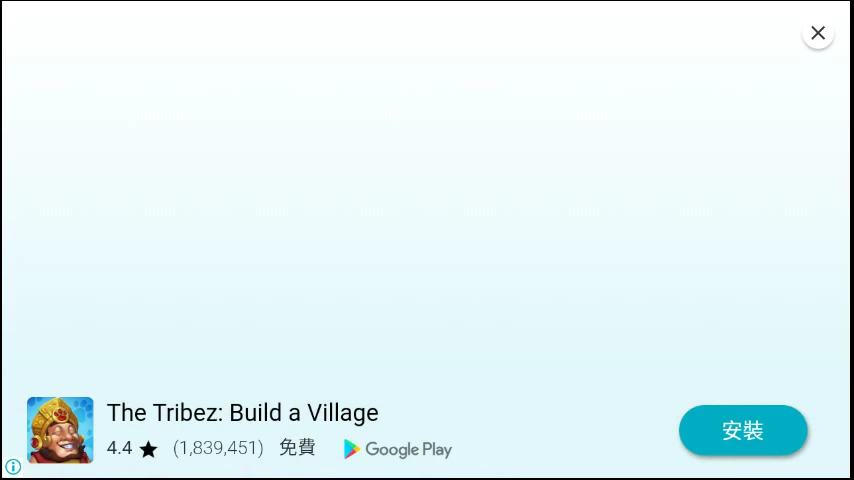 The Tribez: Build a Village
4.4 ★ (1,839,451) 免費 Google Play
安裝